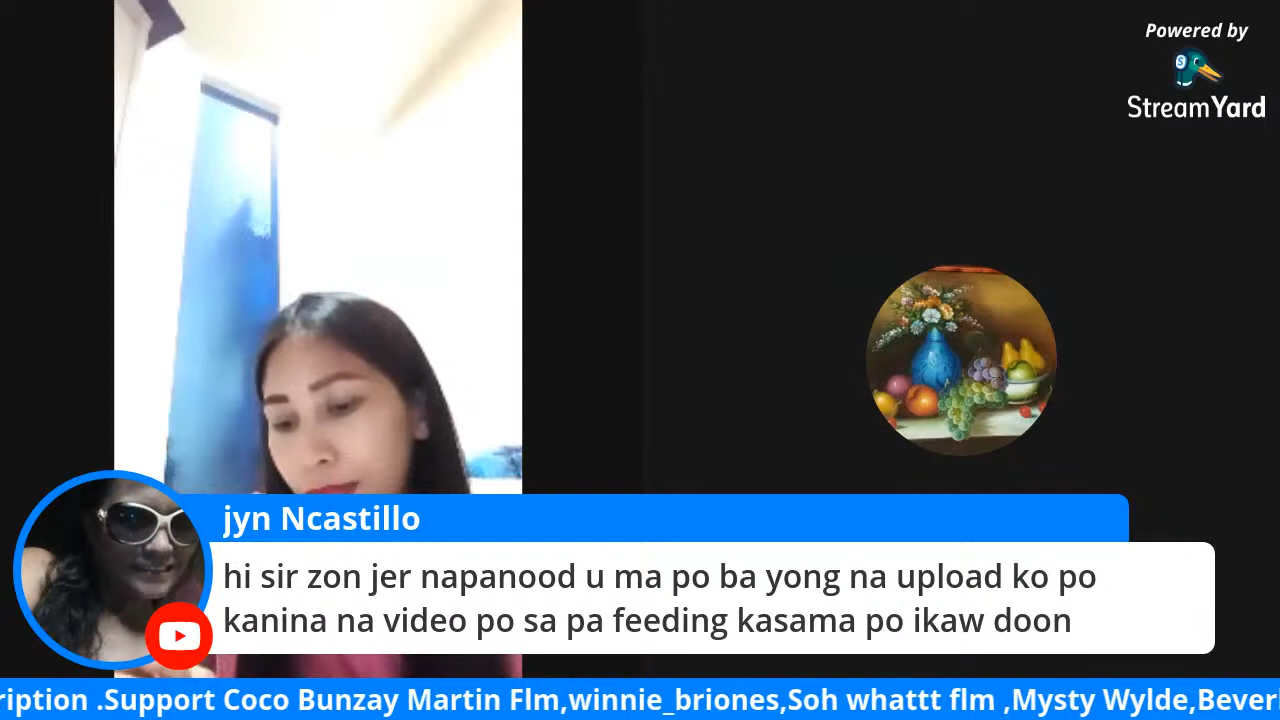 Powered by
StreamYard
jyn Ncastillo
hi sir zon jer napanood u ma po ba yong na upload ko po
kanina na video po sa pa feeding kasama po ikaw doon
ription .Support Coco Bunzay Martin Flm,winnie_briones,Soh whattt flm ,Mysty Wylde,Bever